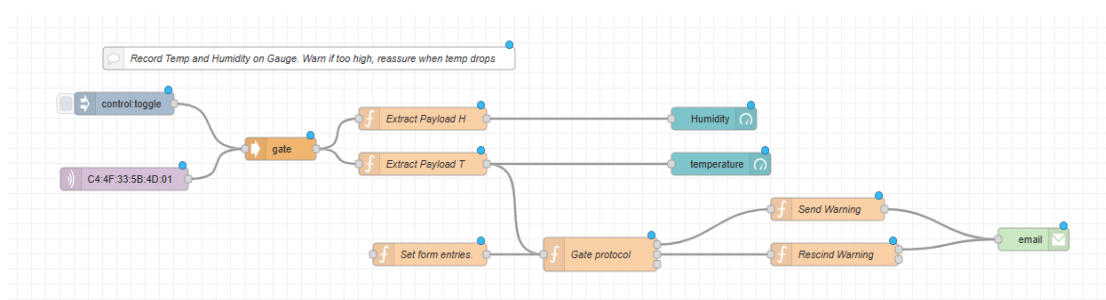 Record Temp and Humidity on Gauge. Warn if too high, reassure when temp drops
control:toggle
Extract Payload H
Humidity
gate
Extract Payload T
temperature
C4:4F:33:5B:4D:01
Send Warning
email
Set form entries.
Gate protocol
Rescind Warning